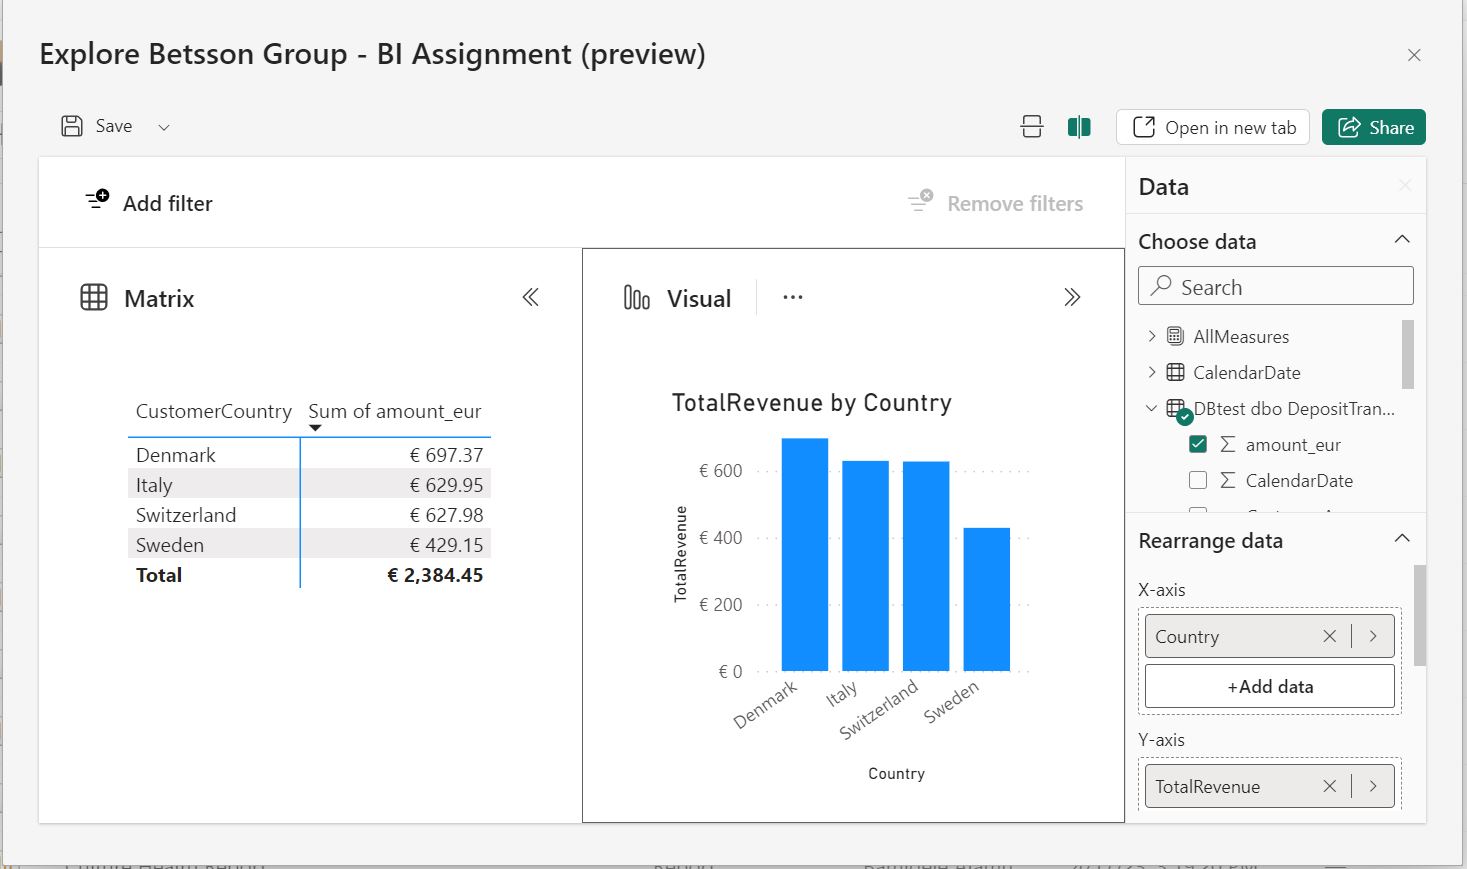 Explore Betsson Group - BI Assignment (preview)
Save
Open in new tab
Share
Add filter
Remove filters
Matrix
CustomerCountry Sum of amount_eur
Denmark € 697.37
Italy € 629.95
Switzerland € 627.98
Sweden € 429.15
Total € 2,384.45
Visual
TotalRevenue by Country
TotalRevenue
€ 600
€ 400
€ 200
€ 0
Denmark
Italy
Switzerland
Sweden
Country
Data
Choose data
Search
AllMeasures
CalendarDate
DBtest dbo DepositTran...
amount_eur
CalendarDate
Rearrange data
X-axis
Country
+Add data
Y-axis
TotalRevenue